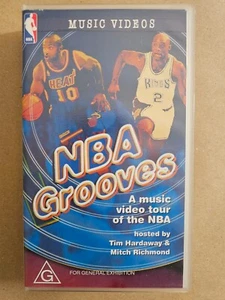 MUSIC VIDEOS
NBA
HEAT
10
KINGS
2
NBA
Grooves
A music
video tour
of the NBA
hosted by
Tim Hardaway &
Mitch Richmond
G
FOR GENERAL EXHIBITION